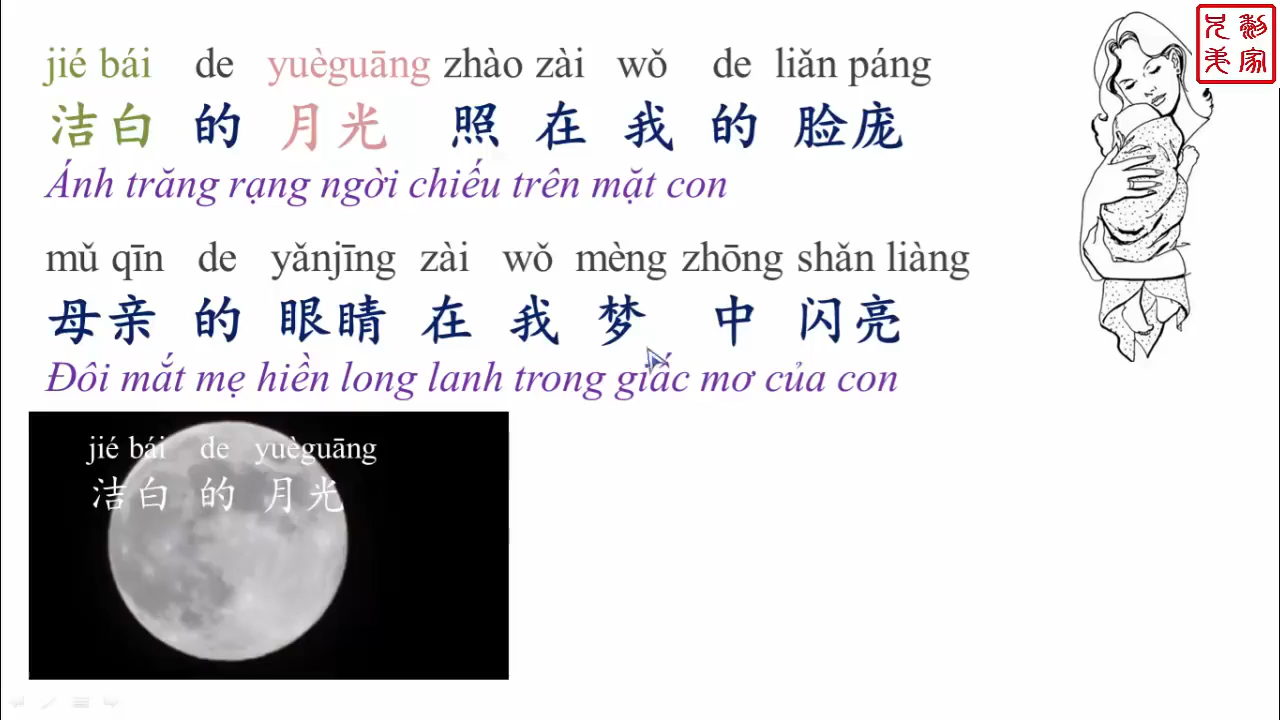 jié bái de yuèguāng zhào zài wǒ de liǎn páng
洁白 的 月光 照 在 我 的 脸庞
Ánh trăng rạng ngời chiếu trên mặt con
mǔ qīn de yǎnjīng zài wǒ mèng zhōng shǎn liàng
母亲 的 眼睛 在 我 梦 中 闪亮
Đôi mắt mẹ hiền long lanh trong giấc mơ của con
jié bái de yuèguāng
洁白 的 月光